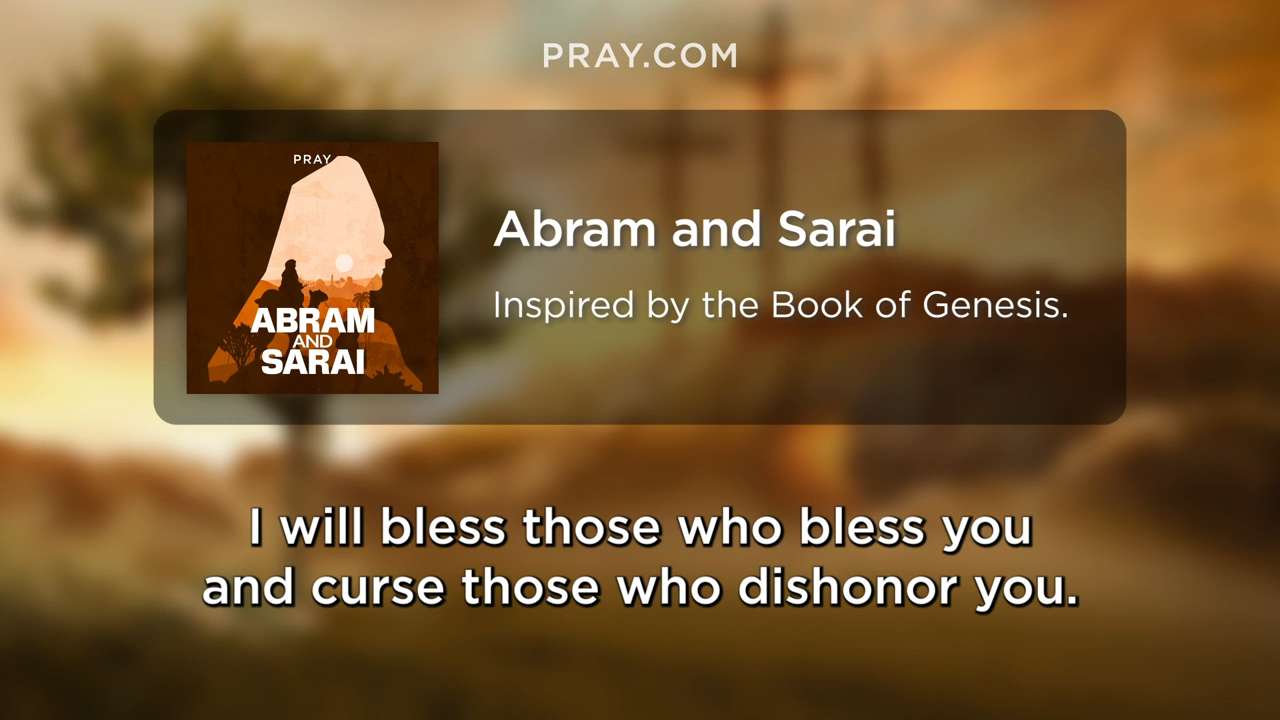 PRAY.COM
PRAY
ABRAM
AND
SARAI
Abram and Sarai
Inspired by the Book of Genesis.
I will bless those who bless you
and curse those who dishonor you.